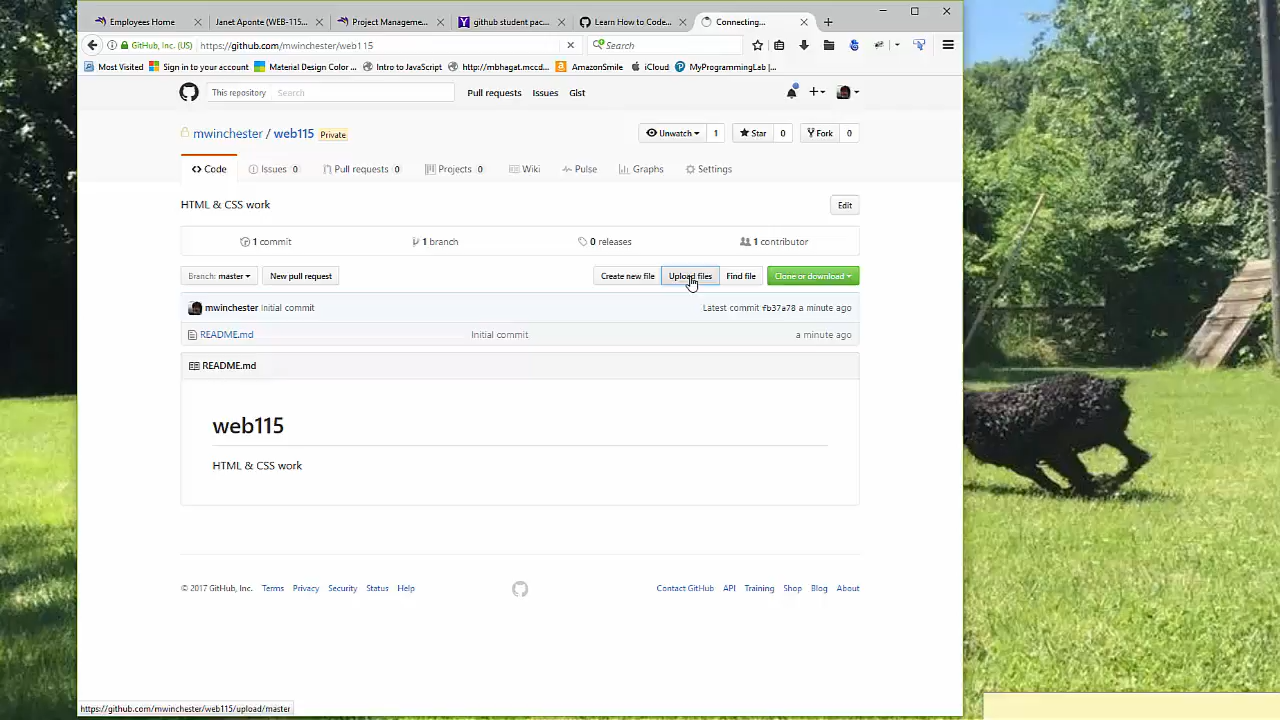 Employees Home
Janet Aponte (WEB-115...
Project Manageme...
github student pac...
Learn How to Code...
Connecting...
GitHub, Inc. (US)
https://github.com/mwinchester/web115
Search
Most Visited
Sign in to your account
Material Design Color ...
Intro to JavaScript
http://mbhagat.mccd...
AmazonSmile
iCloud
MyProgrammingLab |...
This repository
Search
Pull requests
Issues
Gist
mwinchester / web115 Private
Unwatch 1
Star 0
Fork 0
Code
Issues 0
Pull requests 0
Projects 0
Wiki
Pulse
Graphs
Settings
HTML & CSS work
Edit
1 commit
1 branch
0 releases
1 contributor
Branch: master
New pull request
Create new file
Upload files
Find file
Clone or download
mwinchester Initial commit
Latest commit fb37a78 a minute ago
README.md
Initial commit
a minute ago
README.md
web115
HTML & CSS work
© 2017 GitHub, Inc.
Terms
Privacy
Security
Status
Help
Contact GitHub
API
Training
Shop
Blog
About
https://github.com/mwinchester/web115/upload/master